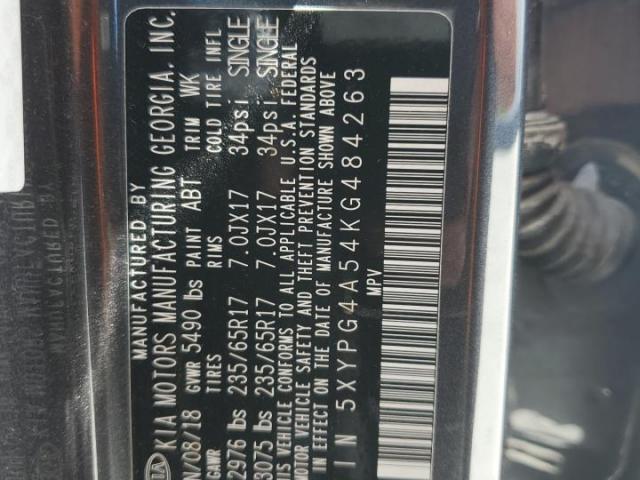 MANUFACTURED BY
KIA MOTORS MANUFACTURING GEORGIA, INC.
N/08/18 GVWR 5490 lbs PAINT ABT TRIM WK
GAWR TIRES RIMS COLD TIRE INFL
2976 lbs 235/65R17 7.0JX17 34psi SINGLE
3075 lbs 235/65R17 7.0JX17 34psi SINGLE
IS VEHICLE CONFORMS TO ALL APPLICABLE U.S.A. FEDERAL
MOTOR VEHICLE SAFETY AND THEFT PREVENTION STANDARDS
EFFECTION THE DATE OF MANUFACTURE SHOWN ABOVE
IN 5XYPG4A54KG484263
MPV